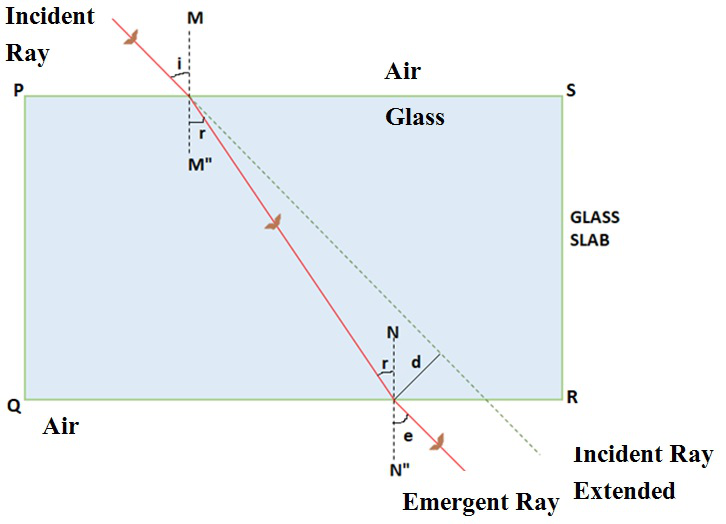 Incident
Ray
M
i
Air
P
S
Glass
r
M"
GLASS
SLAB
N
r
d
Q
R
Air
e
N"
Incident Ray
Extended
Emergent Ray